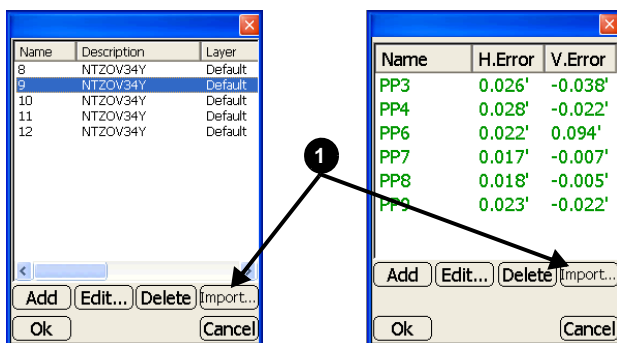 Name Description Layer
8 NTZOV34Y Default
9 NTZOV34Y Default
10 NTZOV34Y Default
11 NTZOV34Y Default
12 NTZOV34Y Default
Add Edit... Delete Import...
Ok Cancel
1
Name H.Error V.Error
PP3 0.026' -0.038'
PP4 0.028' -0.022'
PP6 0.022' 0.094'
PP7 0.017' -0.007'
PP8 0.018' -0.005'
PP9 0.023' -0.022'
Add Edit... Delete Import...
Ok Cancel